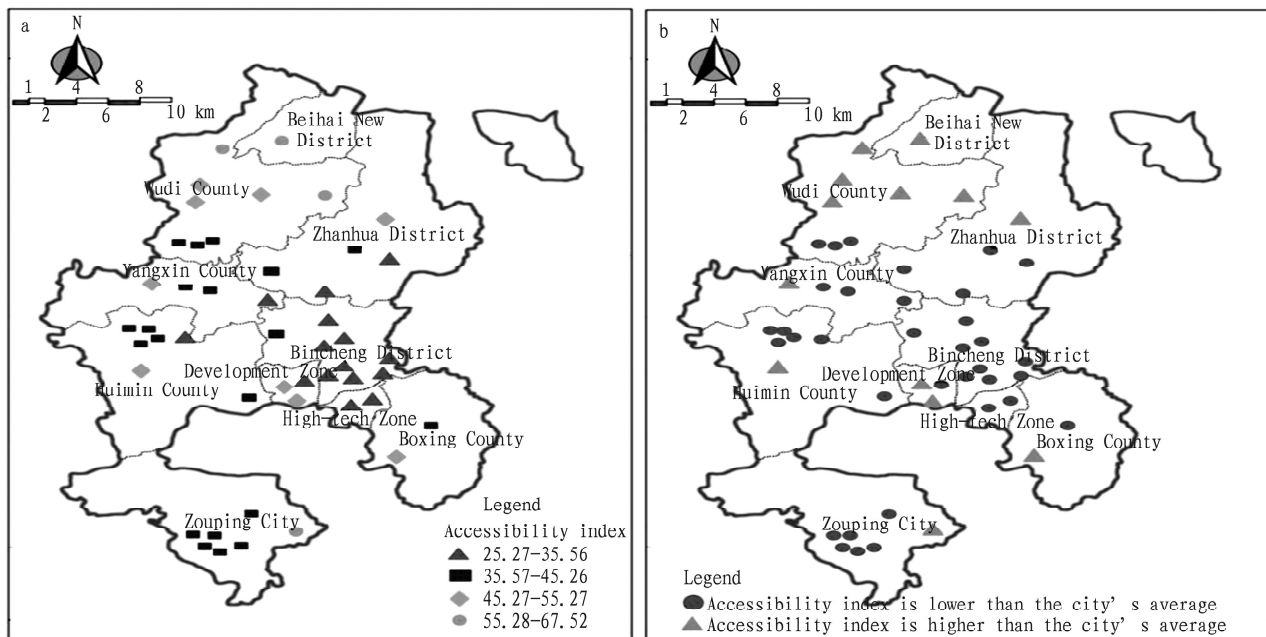 a
N
1 4 8
2 6 10 km
Beihai New
District
Wudi County
Zhanhua District
Yangxin County
Bincheng District
Development Zone
Huimin County
High-tech Zone
Boxing County
Zouping City
Legend
Accessibility index
25.27-35.56
35.57-45.26
45.27-55.27
55.28-67.52
b
N
1 4 8
2 6 10 km
Beihai New
District
Wudi County
Zhanhua District
Yangxin County
Bincheng District
Development Zone
Huimin County
High-tech Zone
Boxing County
Zouping City
Legend
Accessibility index is lower than the city's average
Accessibility index is higher than the city's average